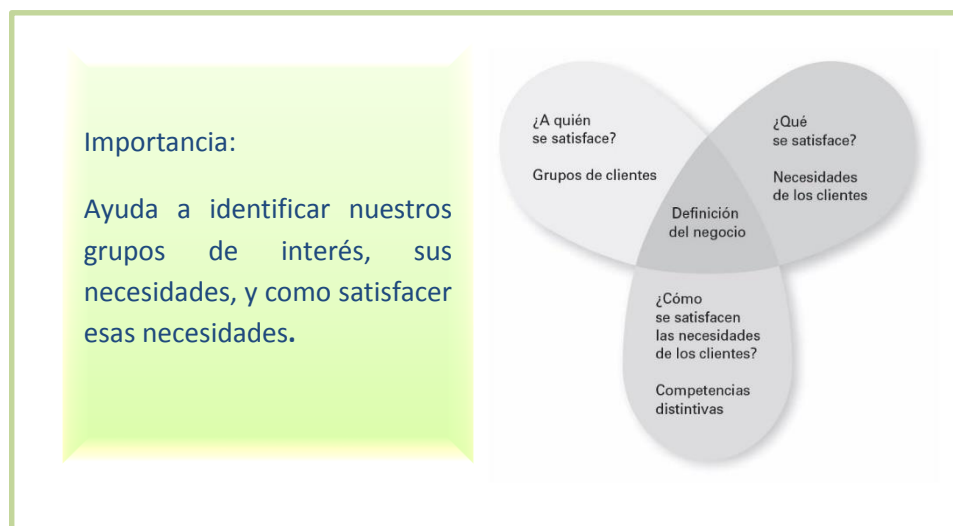 Importancia:
Ayuda a identificar nuestros
grupos de interés, sus
necesidades, y como satisfacer
esas necesidades.
¿A quién
se satisface?
Grupos de clientes
¿Qué
se satisface?
Necesidades
de los clientes
Definición
del negocio
¿Cómo
se satisfacen
las necesidades
de los clientes?
Competencias
distintivas